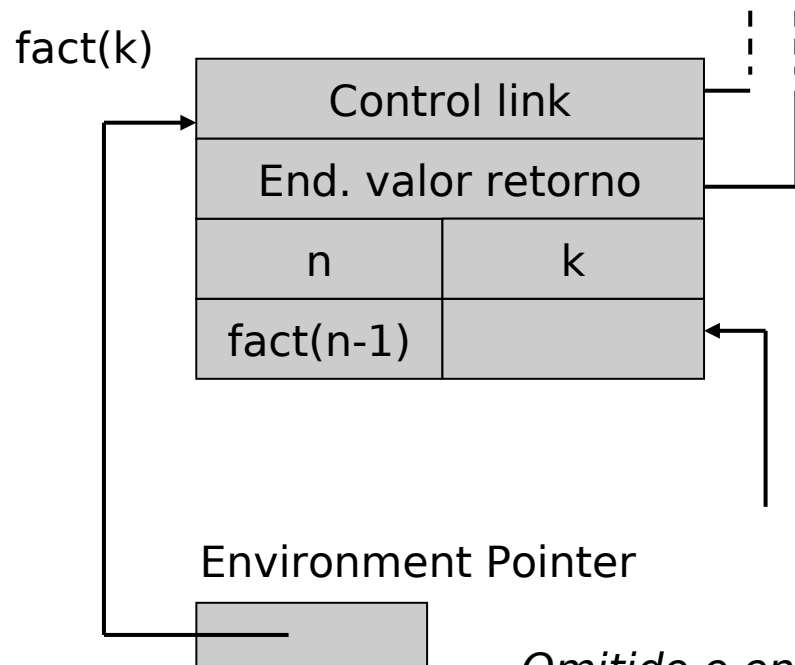 fact(k)
Control link
End. valor retorno
n k
fact(n-1)
Environment Pointer